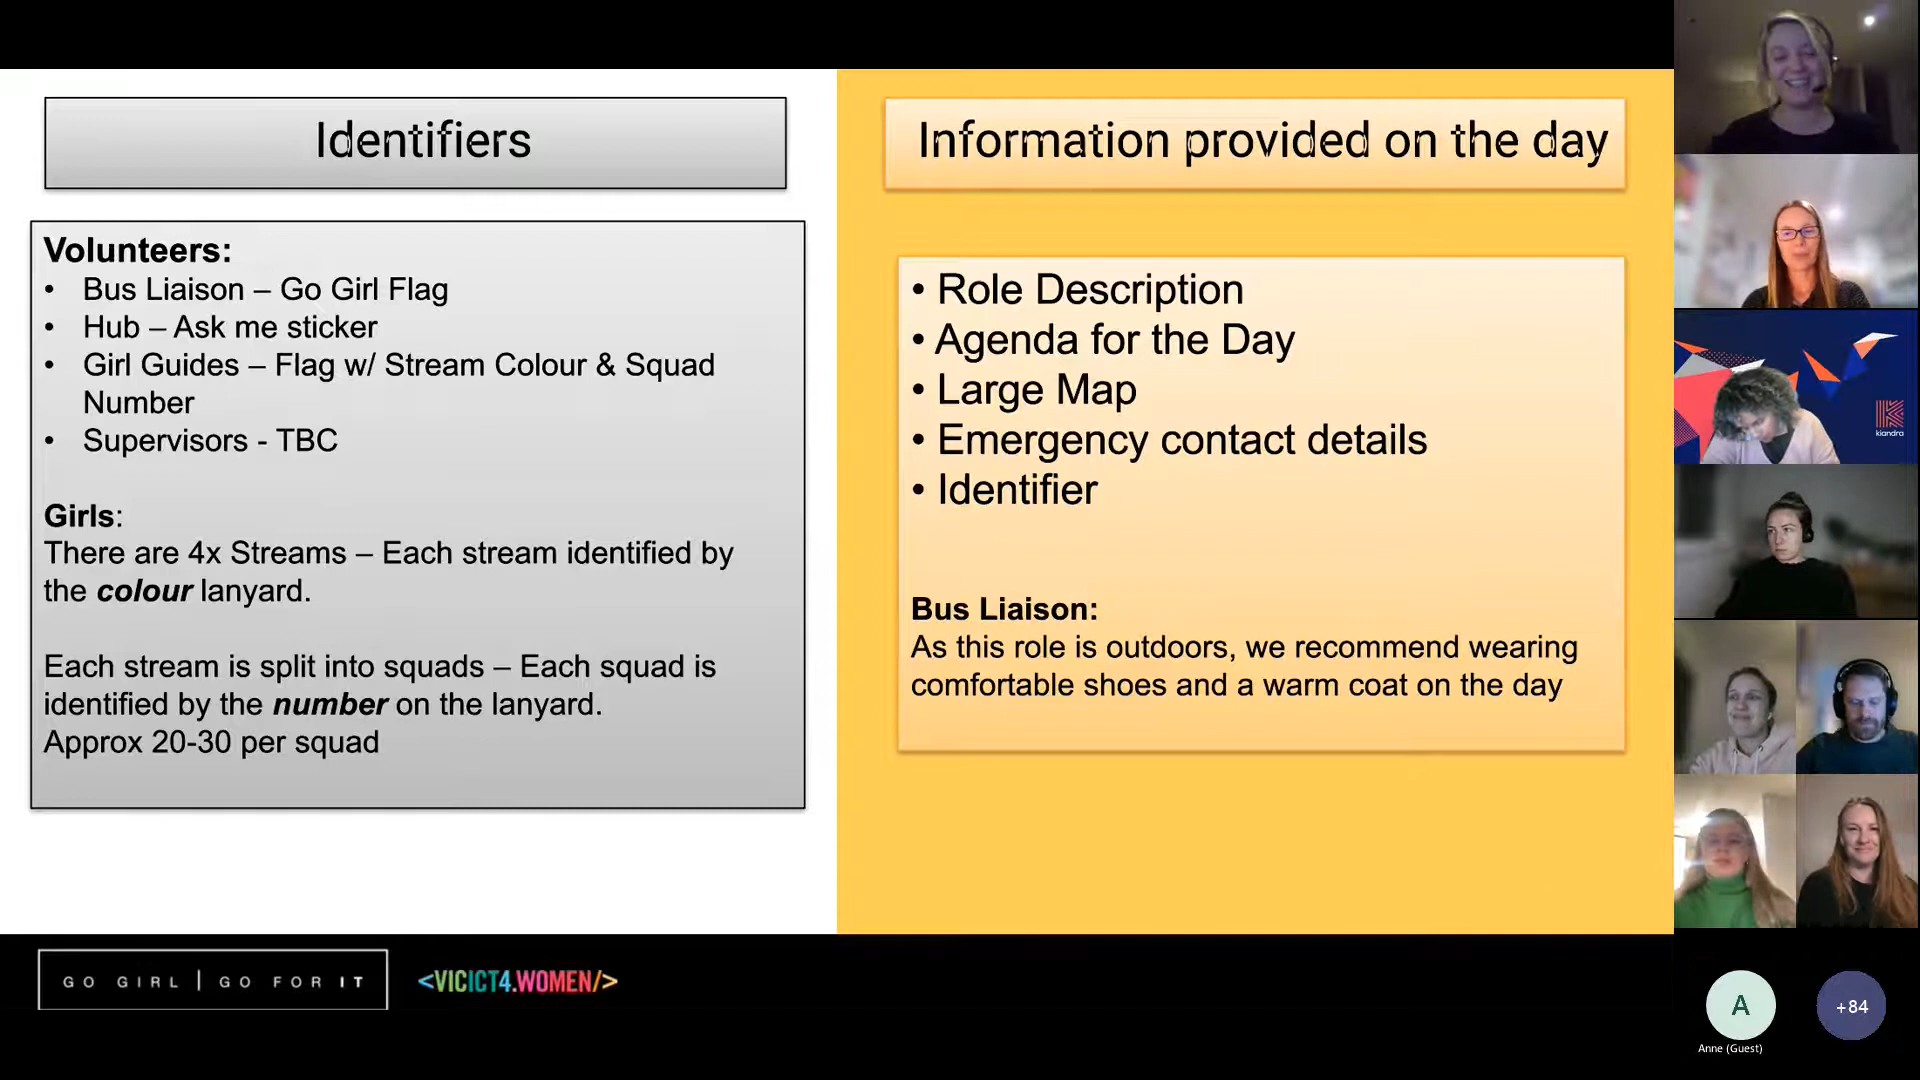 Identifiers
Volunteers:
• Bus Liaison – Go Girl Flag
• Hub – Ask me sticker
• Girl Guides – Flag w/ Stream Colour & Squad
Number
• Supervisors - TBC
Girls:
There are 4x Streams – Each stream identified by
the colour lanyard.
Each stream is split into squads – Each squad is
identified by the number on the lanyard.
Approx 20-30 per squad
Information provided on the day
• Role Description
• Agenda for the Day
• Large Map
• Emergency contact details
• Identifier
Bus Liaison:
As this role is outdoors, we recommend wearing
comfortable shoes and a warm coat on the day
GO GIRL | GO FOR IT
<VICICT4.WOMEN/>
kiandra
A
Anne (Guest)
+84